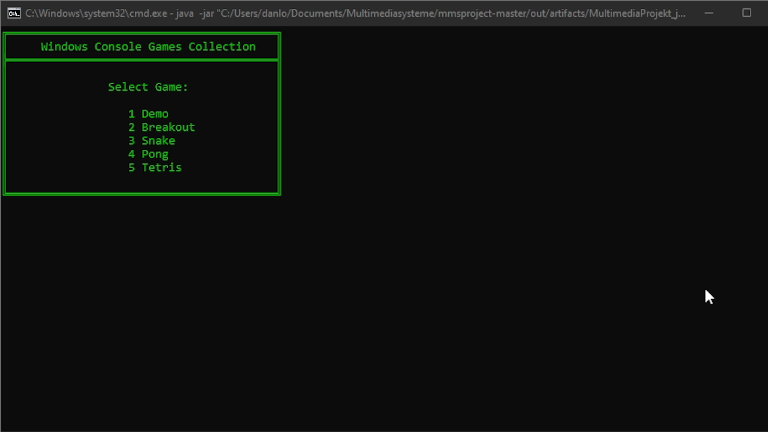 C:\Windows\system32\cmd.exe - java -jar "C:/Users/danlo/Documents/Multimediasysteme/mmsproject-master/out/artifacts/MultimediaProjekt_j...
Windows Console Games Collection
Select Game:
1 Demo
2 Breakout
3 Snake
4 Pong
5 Tetris